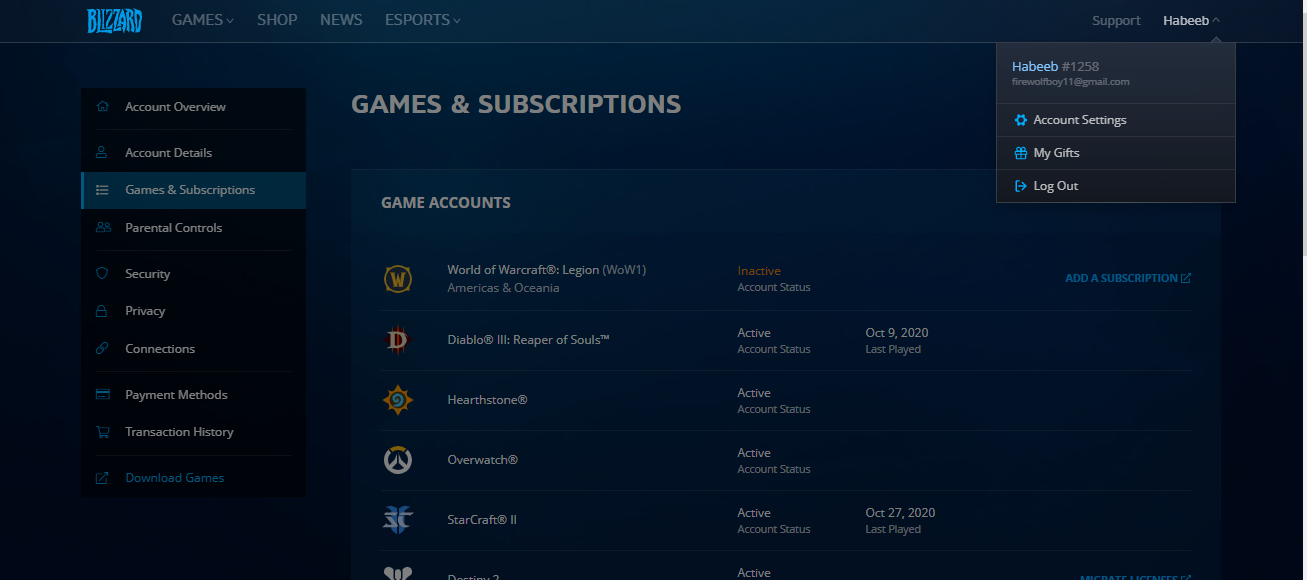 BLIZZARD GAMES SHOP NEWS ESPORTS Support Habeeb
Habeeb #1258
firewolfboy11@gmail.com
Account Settings
My Gifts
Log Out
Account Overview
Account Details
Games & Subscriptions
Parental Controls
Security
Privacy
Connections
Payment Methods
Transaction History
Download Games
GAMES & SUBSCRIPTIONS
GAME ACCOUNTS
World of Warcraft®: Legion (WoW1)
Americas & Oceania
Inactive
Account Status
ADD A SUBSCRIPTION
Diablo® III: Reaper of Souls™
Active
Account Status
Oct 9, 2020
Last Played
Hearthstone®
Active
Account Status
Overwatch®
Active
Account Status
StarCraft® II
Active
Account Status
Oct 27, 2020
Last Played
Destiny 2
Active
MIGRATE LICENSES